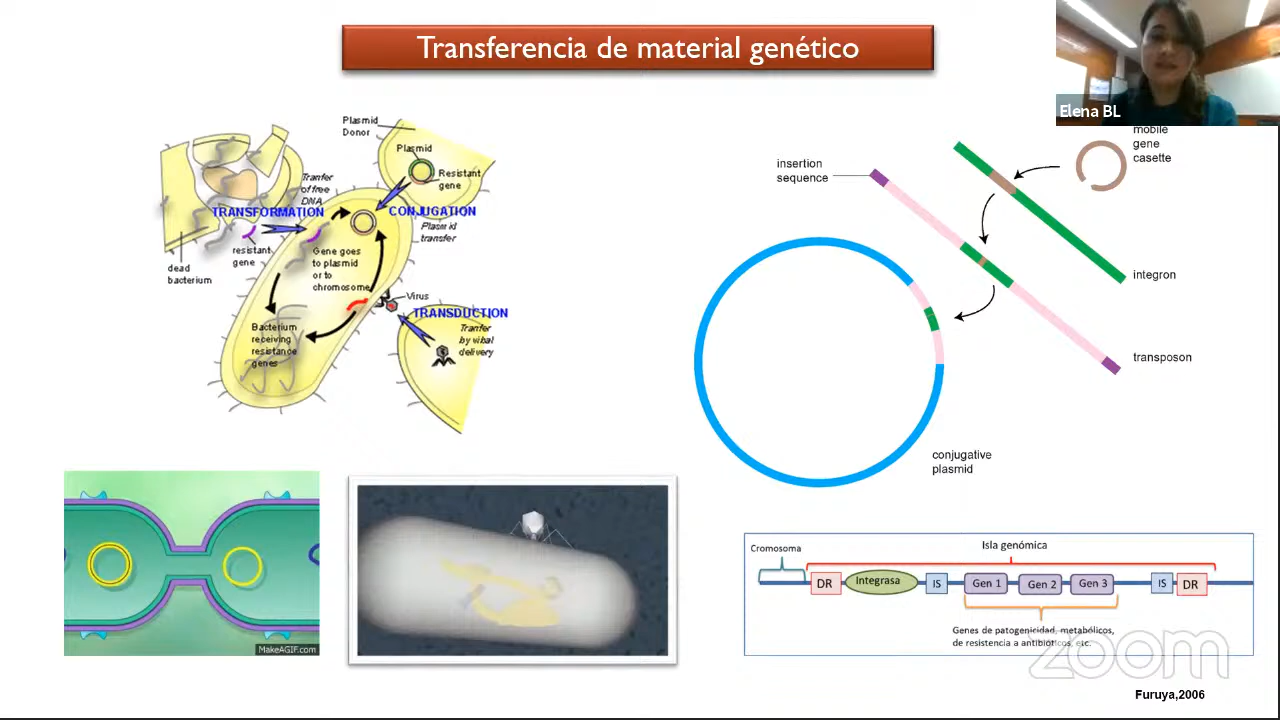 Transferencia de material genético
Elena BL
Plasmid
Donor
Plasmid
Resistant
gene
Tranfer
of free
DNA
TRANSFORMATION
CONJUGATION
Plasmid
transfer
resistant
gene
Gene goes
to plasmid
or to
chromosome
dead
bacterium
Virus
TRANSDUCTION
Tranfer
by viral
delivery
Bacterium
receiving
resistance
genes
insertion
sequence
mobile
gene
casette
integron
transposon
conjugative
plasmid
MakeAGIF.com
Isla genómica
Cromosoma
DR
Integrasa
IS
Gen 1
Gen 2
Gen 3
IS
DR
Genes de patogenicidad, metabólicos,
de resistencia a antibióticos, etc.
zoom
Furuya,2006